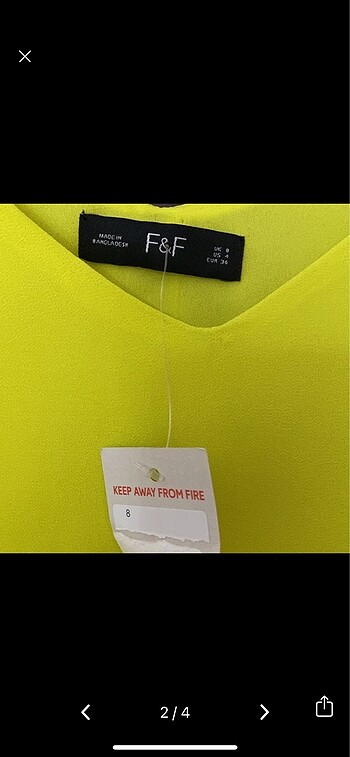 MADE IN
BANGLADESH
F&F
UK 8
US 4
EUR 36
KEEP AWAY FROM FIRE
8
2 / 4